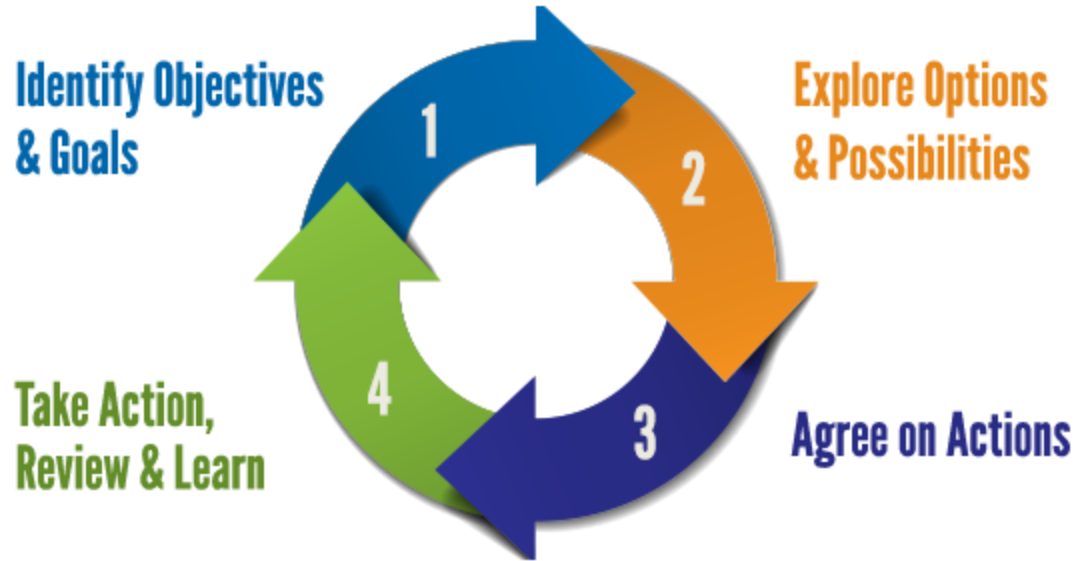 Identify Objectives
& Goals
1
2
Explore Options
& Possibilities
3
Agree on Actions
4
Take Action,
Review & Learn